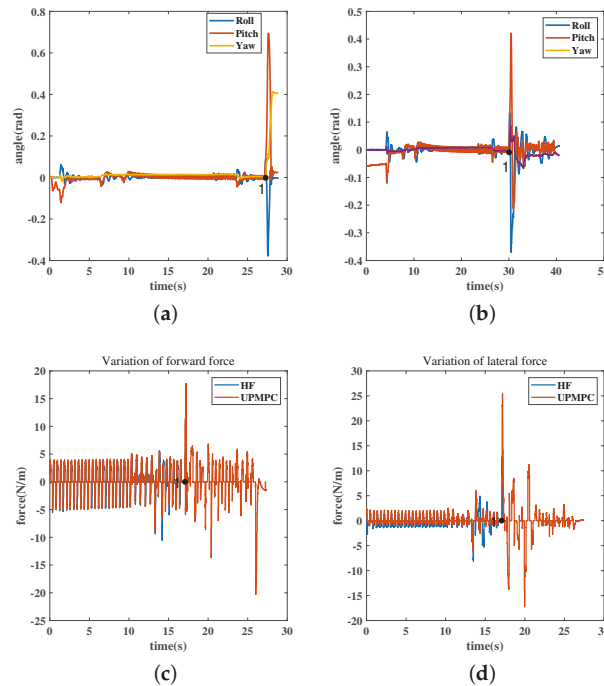 0.8
0.6
0.4
0.2
0
-0.2
-0.4
angle(rad)
Roll
Pitch
Yaw
1
0 5 10 15 20 25 30
time(s)
(a)
0.5
0.4
0.3
0.2
0.1
0
-0.1
-0.2
-0.3
-0.4
angle(rad)
Roll
Pitch
Yaw
1
0 10 20 30 40 50
time(s)
(b)
Variation of forward force
20
15
10
5
0
-5
-10
-15
-20
-25
force(N/m)
HF
UPMPC
1
0 5 10 15 20 25 30
time(s)
(c)
Variation of lateral force
30
25
20
15
10
5
0
-5
-10
-15
-20
force(N/m)
HF
UPMPC
0 5 10 15 20 25 30
time(s)
(d)